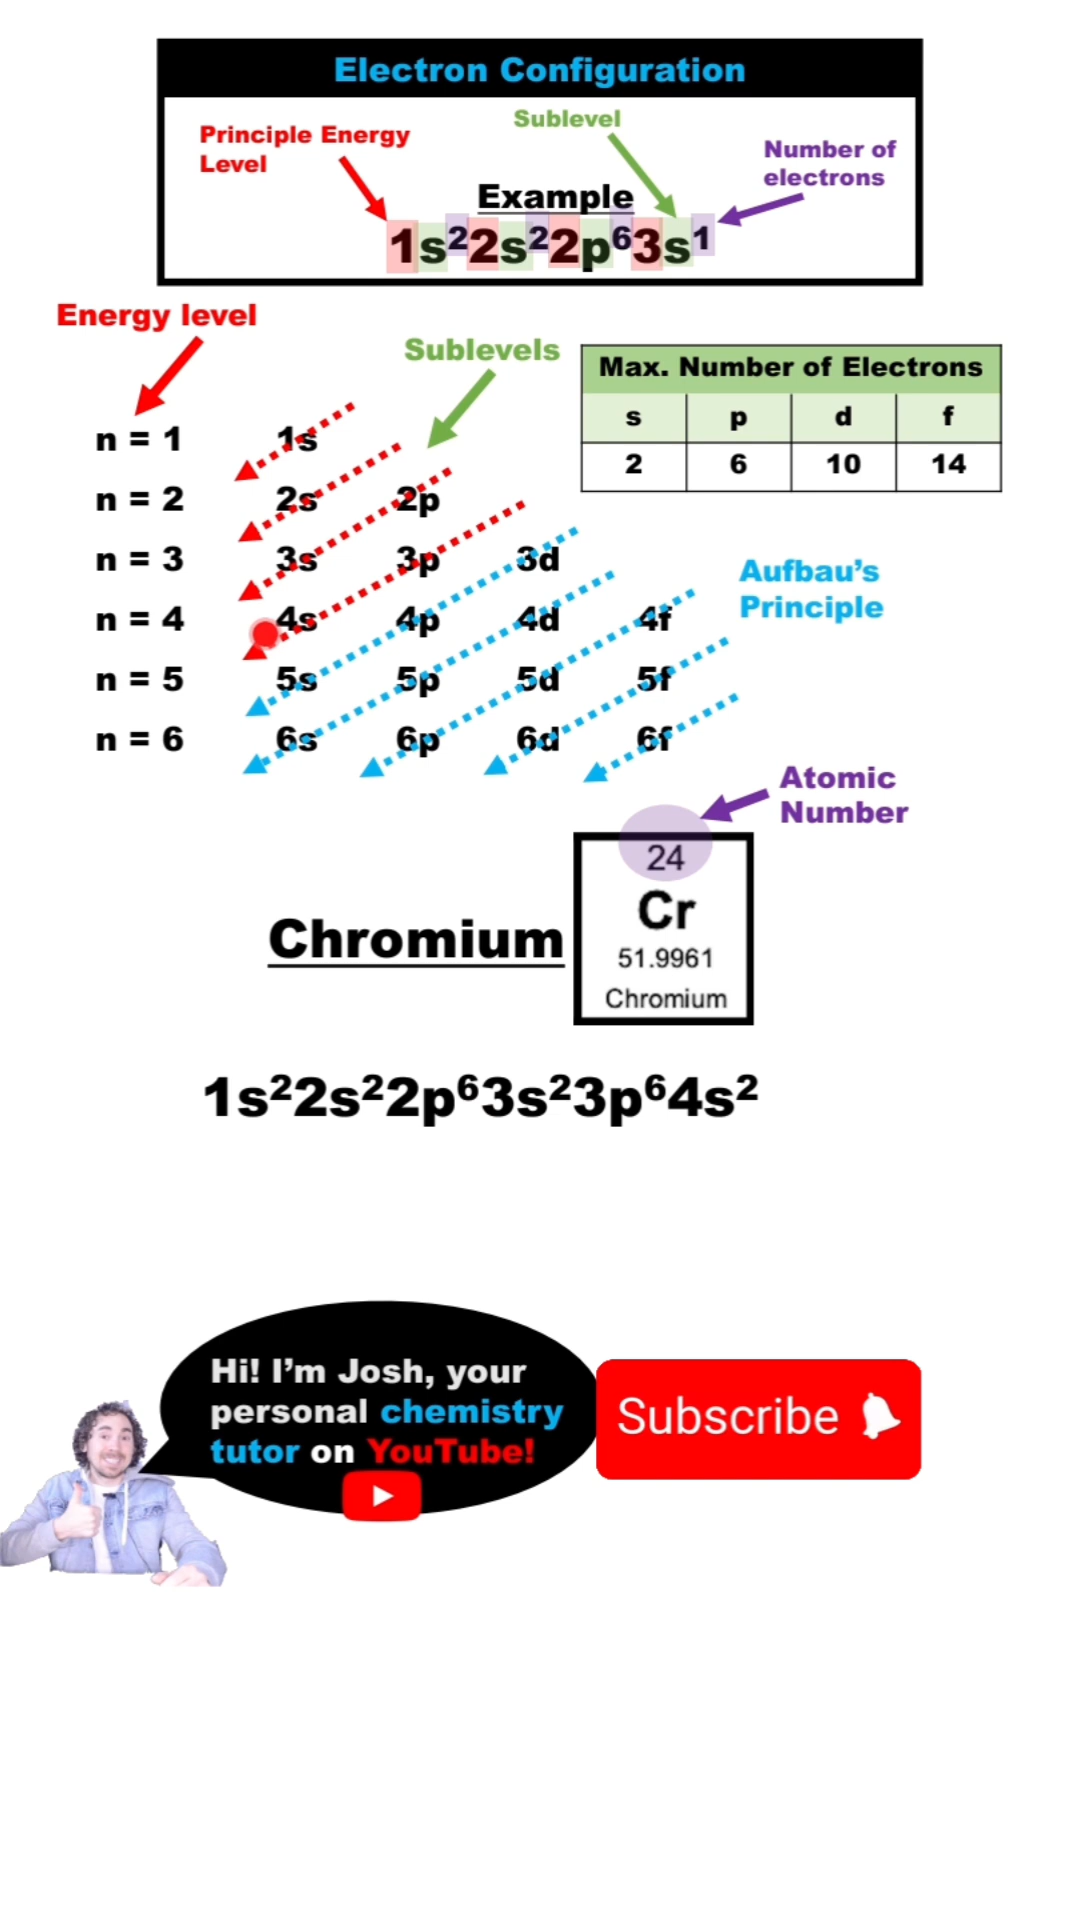 Electron Configuration
Principle Energy
Level
Sublevel
Number of
electrons
Example
1s²2s²2p⁶3s¹
Energy level
Sublevels
Max. Number of Electrons
s p d f
2 6 10 14
n = 1 1s
n = 2 2s 2p
n = 3 3s 3p 3d
n = 4 4s 4p 4d 4f
n = 5 5s 5p 5d 5f
n = 6 6s 6p 6d 6f
Aufbau’s
Principle
Atomic
Number
Chromium
24
Cr
51.9961
Chromium
1s²2s²2p⁶3s²3p⁶4s²
Hi! I’m Josh, your
personal chemistry
tutor on YouTube!
Subscribe